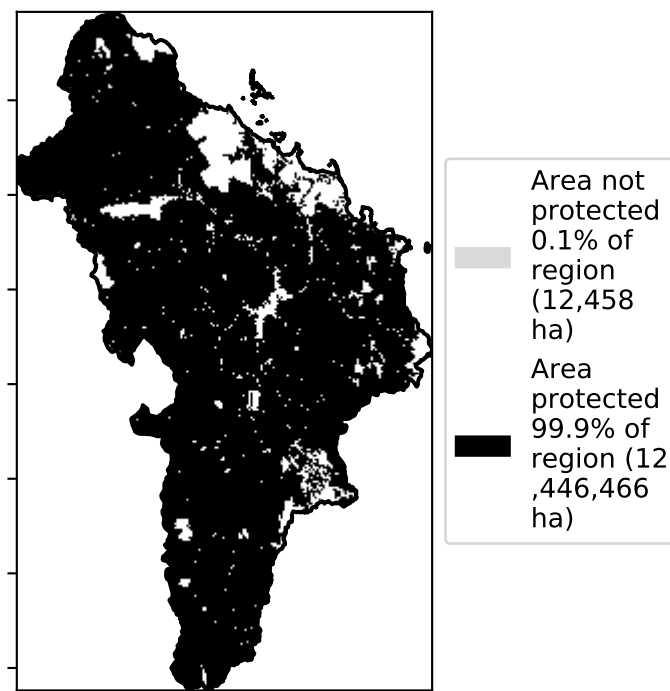 Area not
protected
0.1% of
region
(12,458
ha)
Area
protected
99.9% of
region (12
,446,466
ha)